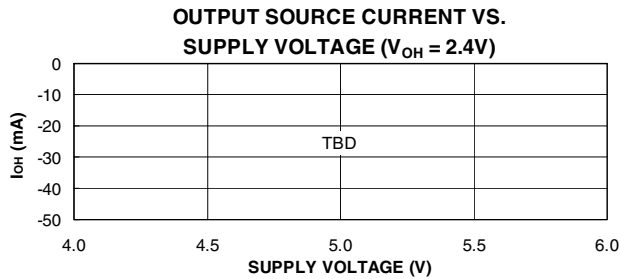 OUTPUT SOURCE CURRENT VS.
SUPPLY VOLTAGE (VOH = 2.4V)
0
-10
-20
-30
-40
-50
IOH (mA)
TBD
4.0 4.5 5.0 5.5 6.0
SUPPLY VOLTAGE (V)